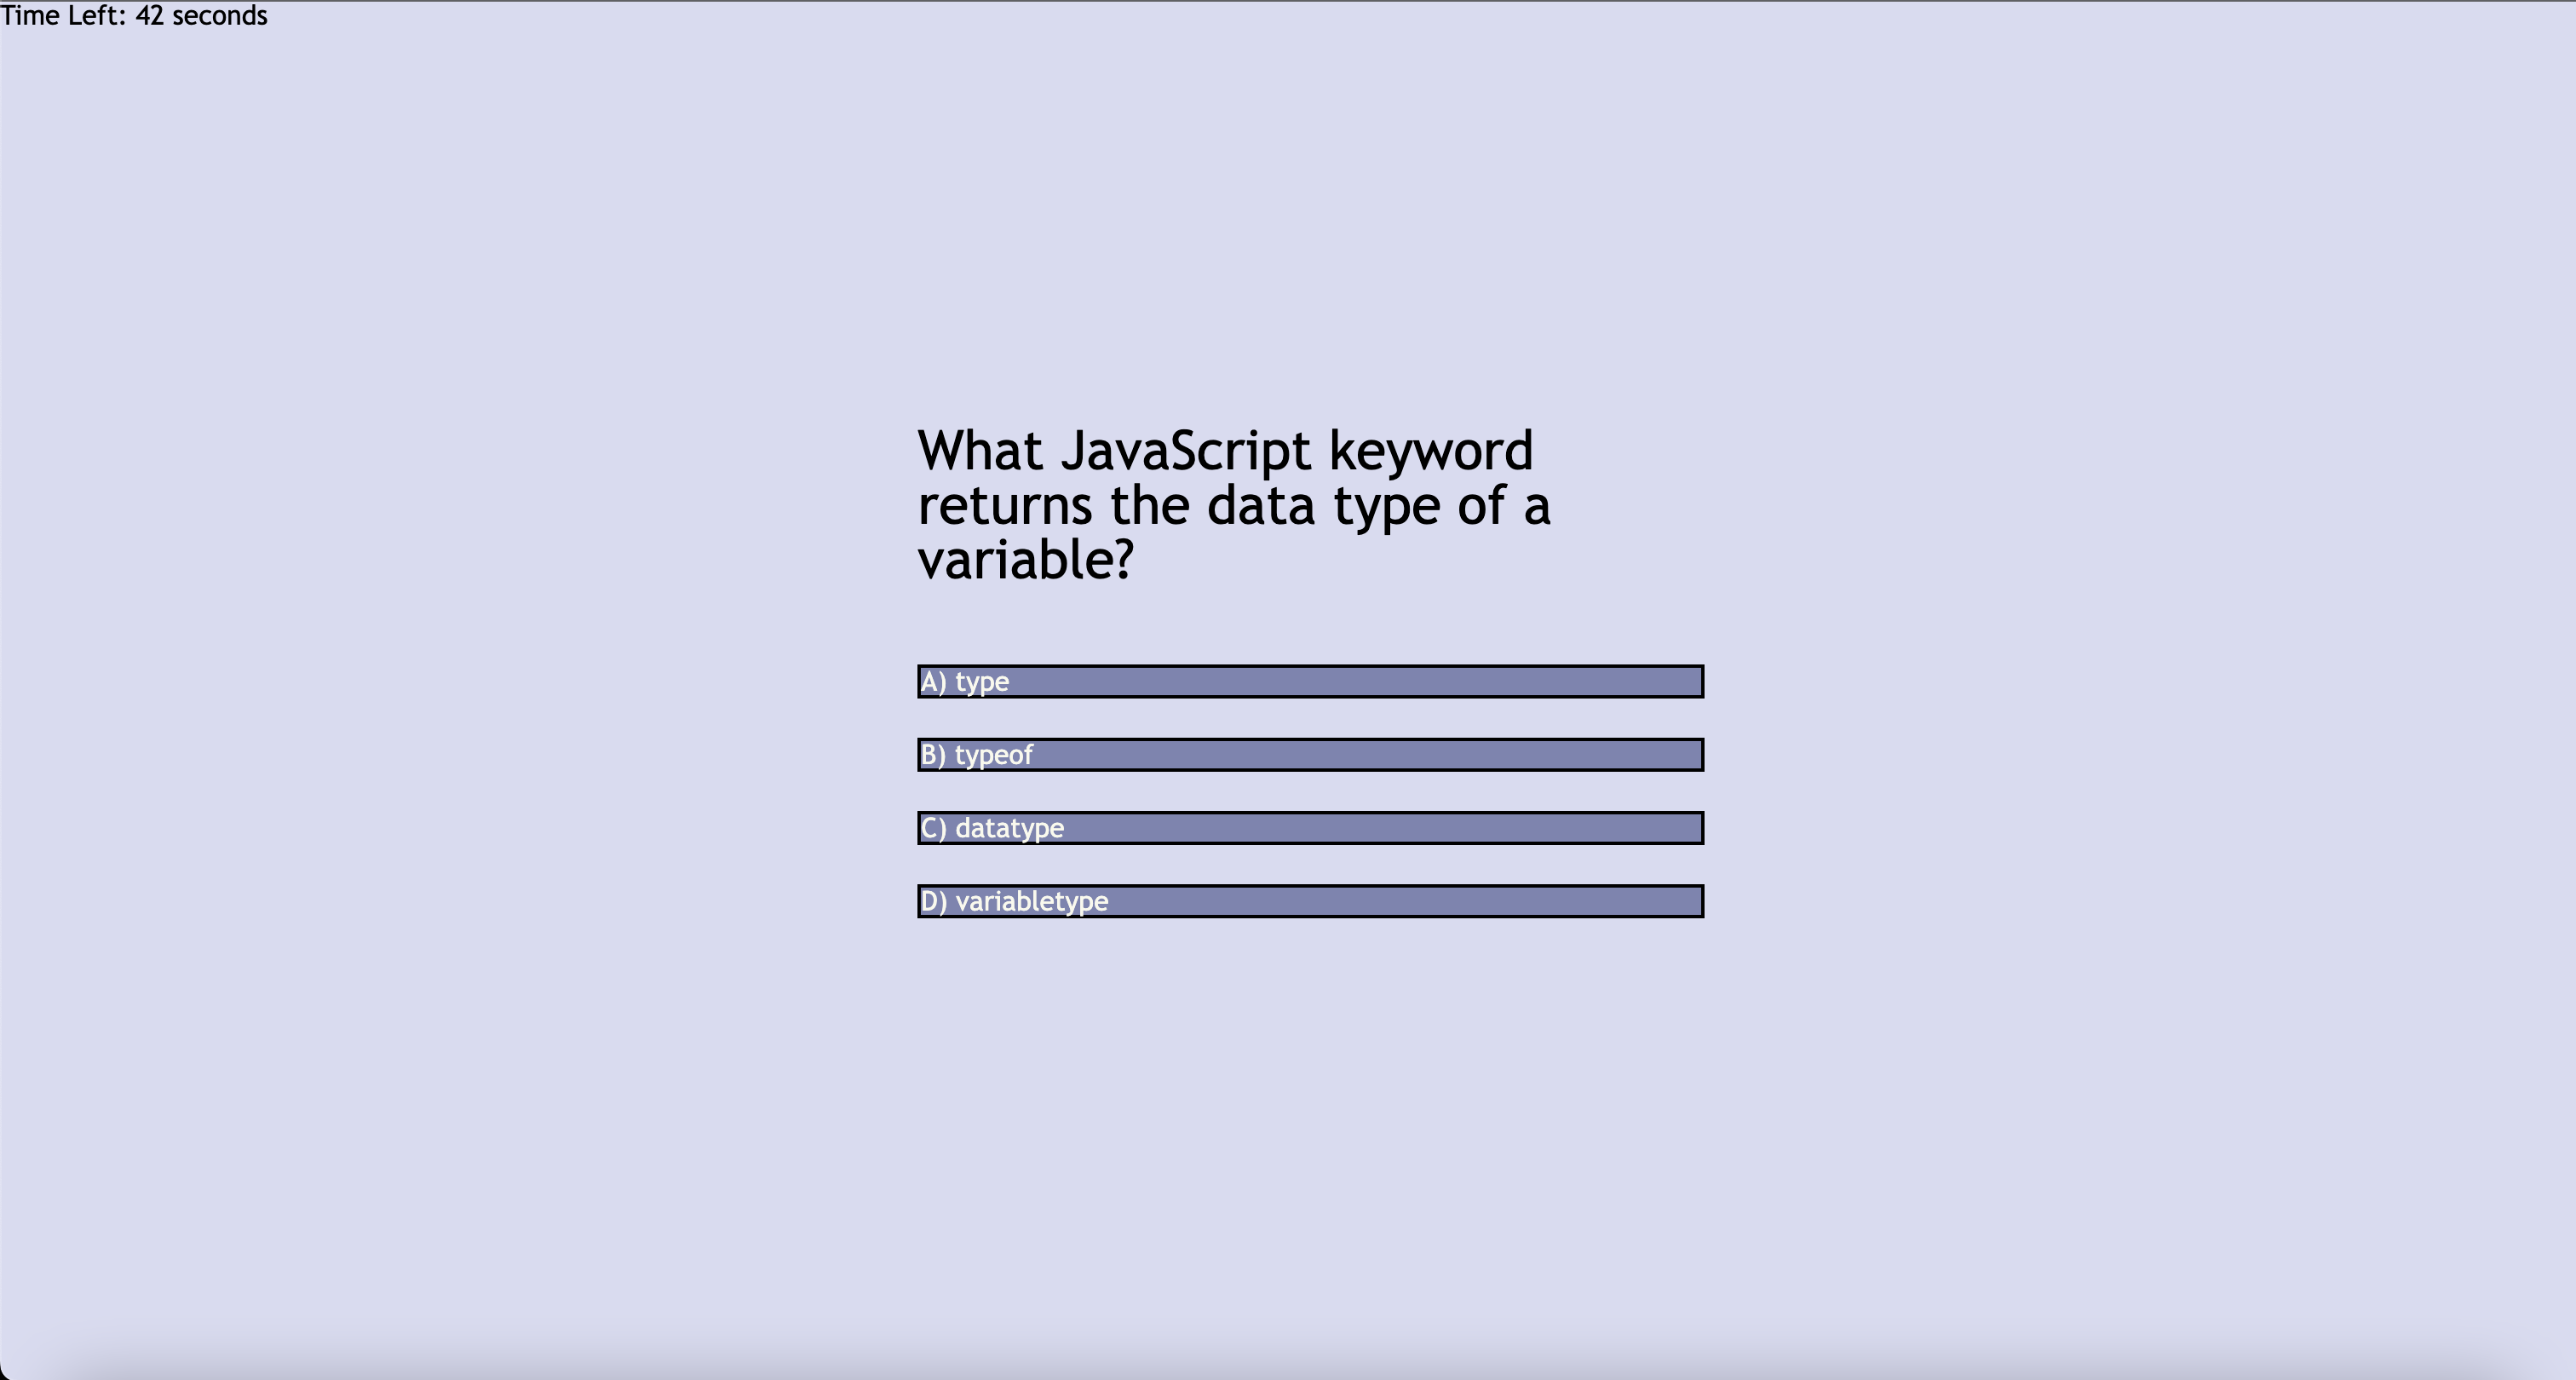 Time Left: 42 seconds
What JavaScript keyword
returns the data type of a
variable?
A) type
B) typeof
C) datatype
D) variabletype